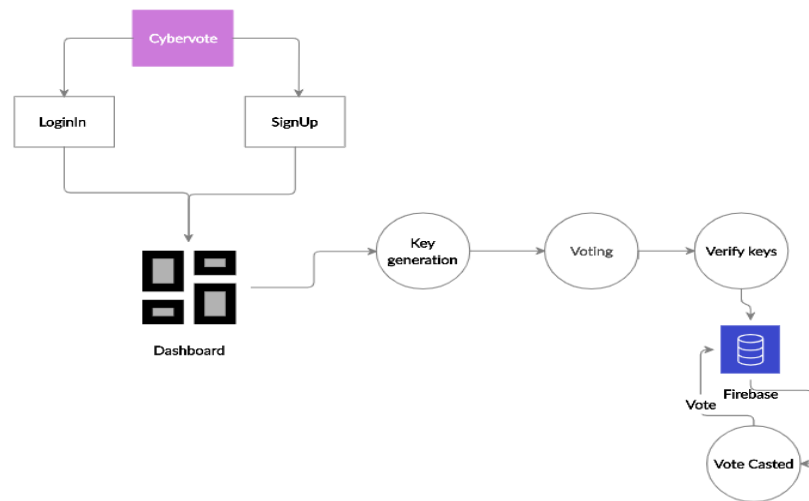 Cybervote
LoginIn
SignUp
Key
generation
Voting
Verify keys
Dashboard
Firebase
Vote
Vote Casted